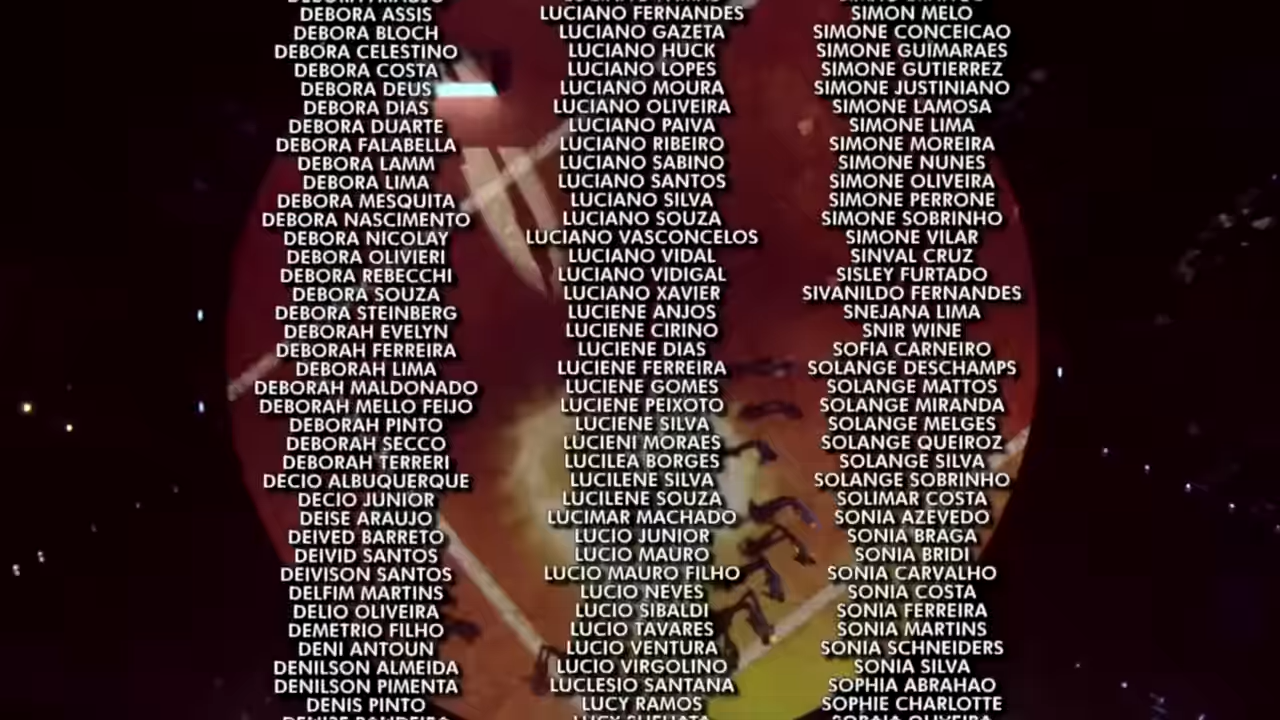 DEBORA ASSIS
DEBORA BLOCH
DEBORA CELESTINO
DEBORA COSTA
DEBORA DEUS
DEBORA DIAS
DEBORA DUARTE
DEBORA FALABELLA
DEBORA LAMM
DEBORA LIMA
DEBORA MESQUITA
DEBORA NASCIMENTO
DEBORA NICOLAY
DEBORA OLIVIERI
DEBORA REBECCHI
DEBORA SOUZA
DEBORA STEINBERG
DEBORAH EVELYN
DEBORAH FERREIRA
DEBORAH LIMA
DEBORAH MALDONADO
DEBORAH MELLO FEIJO
DEBORAH PINTO
DEBORAH SECCO
DEBORAH TERRERI
DECIO ALBUQUERQUE
DECIO JUNIOR
DEISE ARAUJO
DEIVED BARRETO
DEIVID SANTOS
DEIVISON SANTOS
DELFIM MARTINS
DELIO OLIVEIRA
DEMETRIO FILHO
DENI ANTOUN
DENILSON ALMEIDA
DENILSON PIMENTA
DENIS PINTO
LUCIANO FERNANDES
LUCIANO GAZETA
LUCIANO HUCK
LUCIANO LOPES
LUCIANO MOURA
LUCIANO OLIVEIRA
LUCIANO PAIVA
LUCIANO RIBEIRO
LUCIANO SABINO
LUCIANO SANTOS
LUCIANO SILVA
LUCIANO SOUZA
LUCIANO VASCONCELOS
LUCIANO VIDAL
LUCIANO VIDIGAL
LUCIANO XAVIER
LUCIENE ANJOS
LUCIENE CIRINO
LUCIENE DIAS
LUCIENE FERREIRA
LUCIENE GOMES
LUCIENE PEIXOTO
LUCIENE SILVA
LUCIENI MORAES
LUCILEA BORGES
LUCILENE SILVA
LUCILENE SOUZA
LUCIMAR MACHADO
LUCIO JUNIOR
LUCIO MAURO
LUCIO MAURO FILHO
LUCIO NEVES
LUCIO SIBALDI
LUCIO TAVARES
LUCIO VENTURA
LUCIO VIRGOLINO
LUCLESIO SANTANA
LUCY RAMOS
SIMON MELO
SIMONE CONCEICAO
SIMONE GUIMARAES
SIMONE GUTIERREZ
SIMONE JUSTINIANO
SIMONE LAMOSA
SIMONE LIMA
SIMONE MOREIRA
SIMONE NUNES
SIMONE OLIVEIRA
SIMONE PERRONE
SIMONE SOBRINHO
SIMONE VILAR
SINVAL CRUZ
SISLEY FURTADO
SIVANILDO FERNANDES
SNEJANA LIMA
SNIR WINE
SOFIA CARNEIRO
SOLANGE DESCHAMPS
SOLANGE MATTOS
SOLANGE MIRANDA
SOLANGE MELGES
SOLANGE QUEIROZ
SOLANGE SILVA
SOLANGE SOBRINHO
SOLIMAR COSTA
SONIA AZEVEDO
SONIA BRAGA
SONIA BRIDI
SONIA CARVALHO
SONIA COSTA
SONIA FERREIRA
SONIA MARTINS
SONIA SCHNEIDERS
SONIA SILVA
SOPHIA ABRAHAO
SOPHIE CHARLOTTE